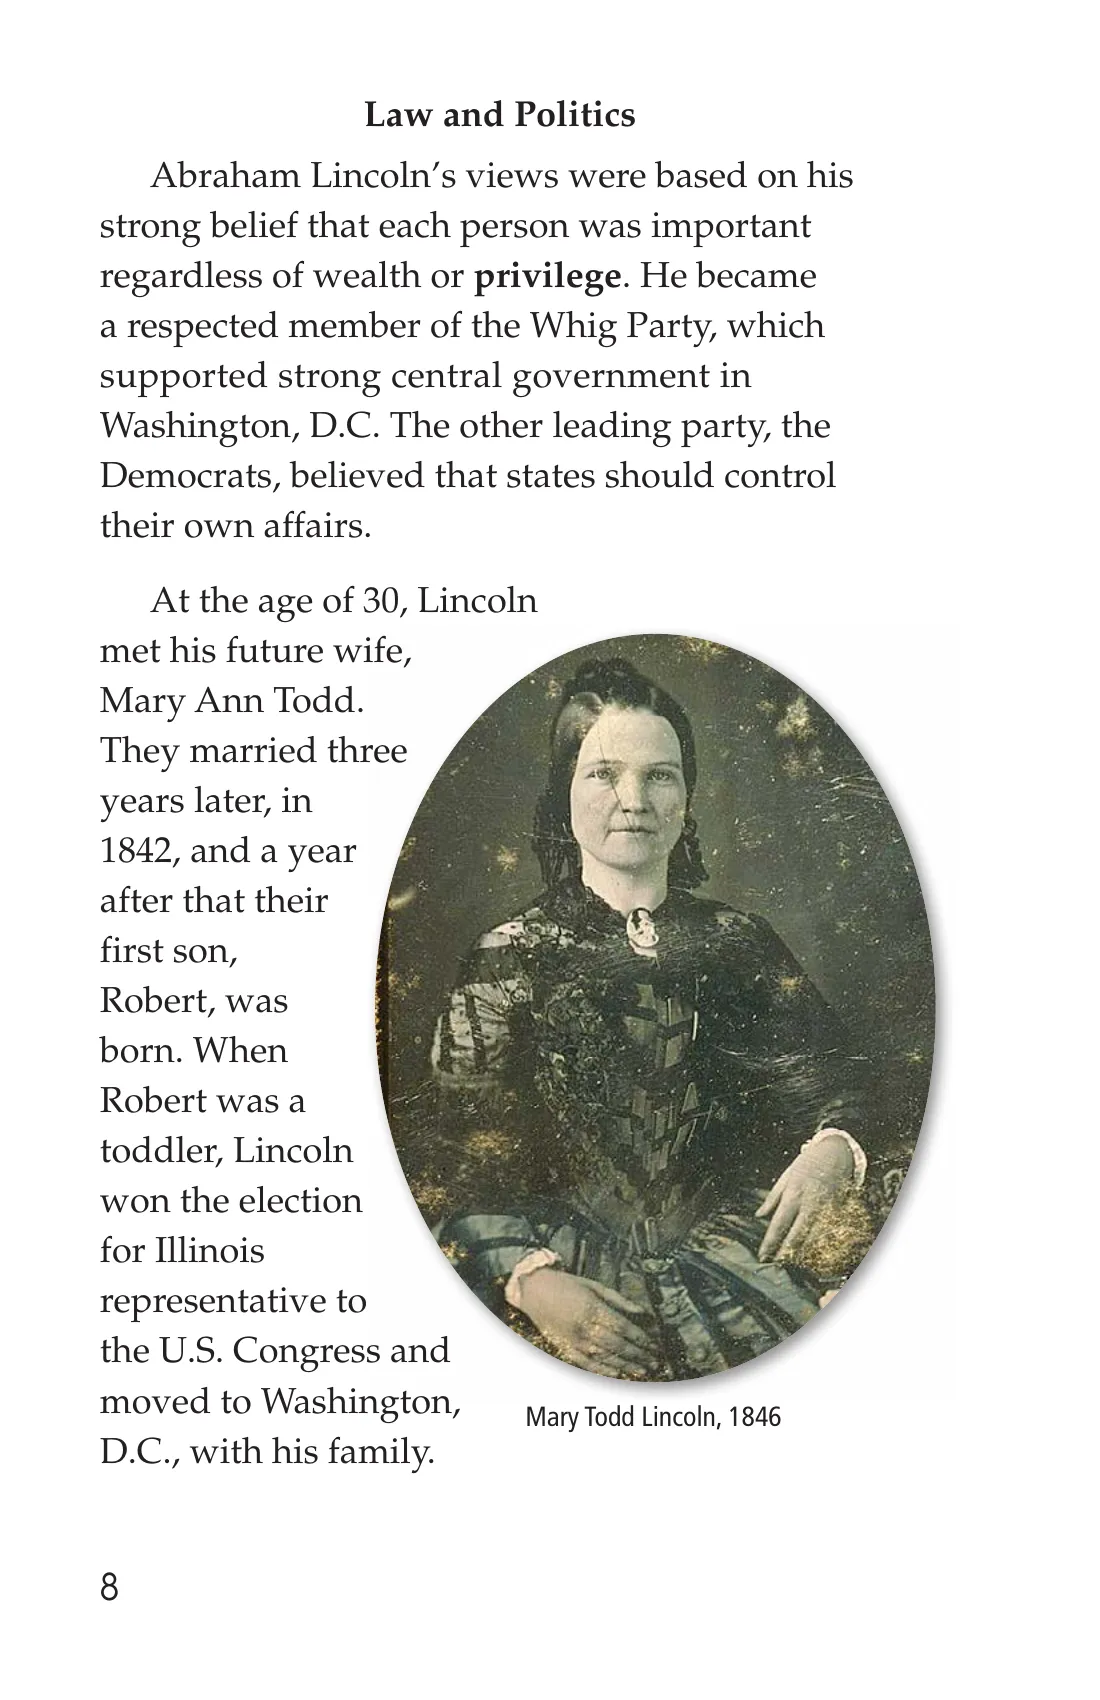 Law and Politics
Abraham Lincoln’s views were based on his
strong belief that each person was important
regardless of wealth or privilege. He became
a respected member of the Whig Party, which
supported strong central government in
Washington, D.C. The other leading party, the
Democrats, believed that states should control
their own affairs.
At the age of 30, Lincoln
met his future wife,
Mary Ann Todd.
They married three
years later, in
1842, and a year
after that their
first son,
Robert, was
born. When
Robert was a
toddler, Lincoln
won the election
for Illinois
representative to
the U.S. Congress and
moved to Washington,
D.C., with his family.
Mary Todd Lincoln, 1846
8